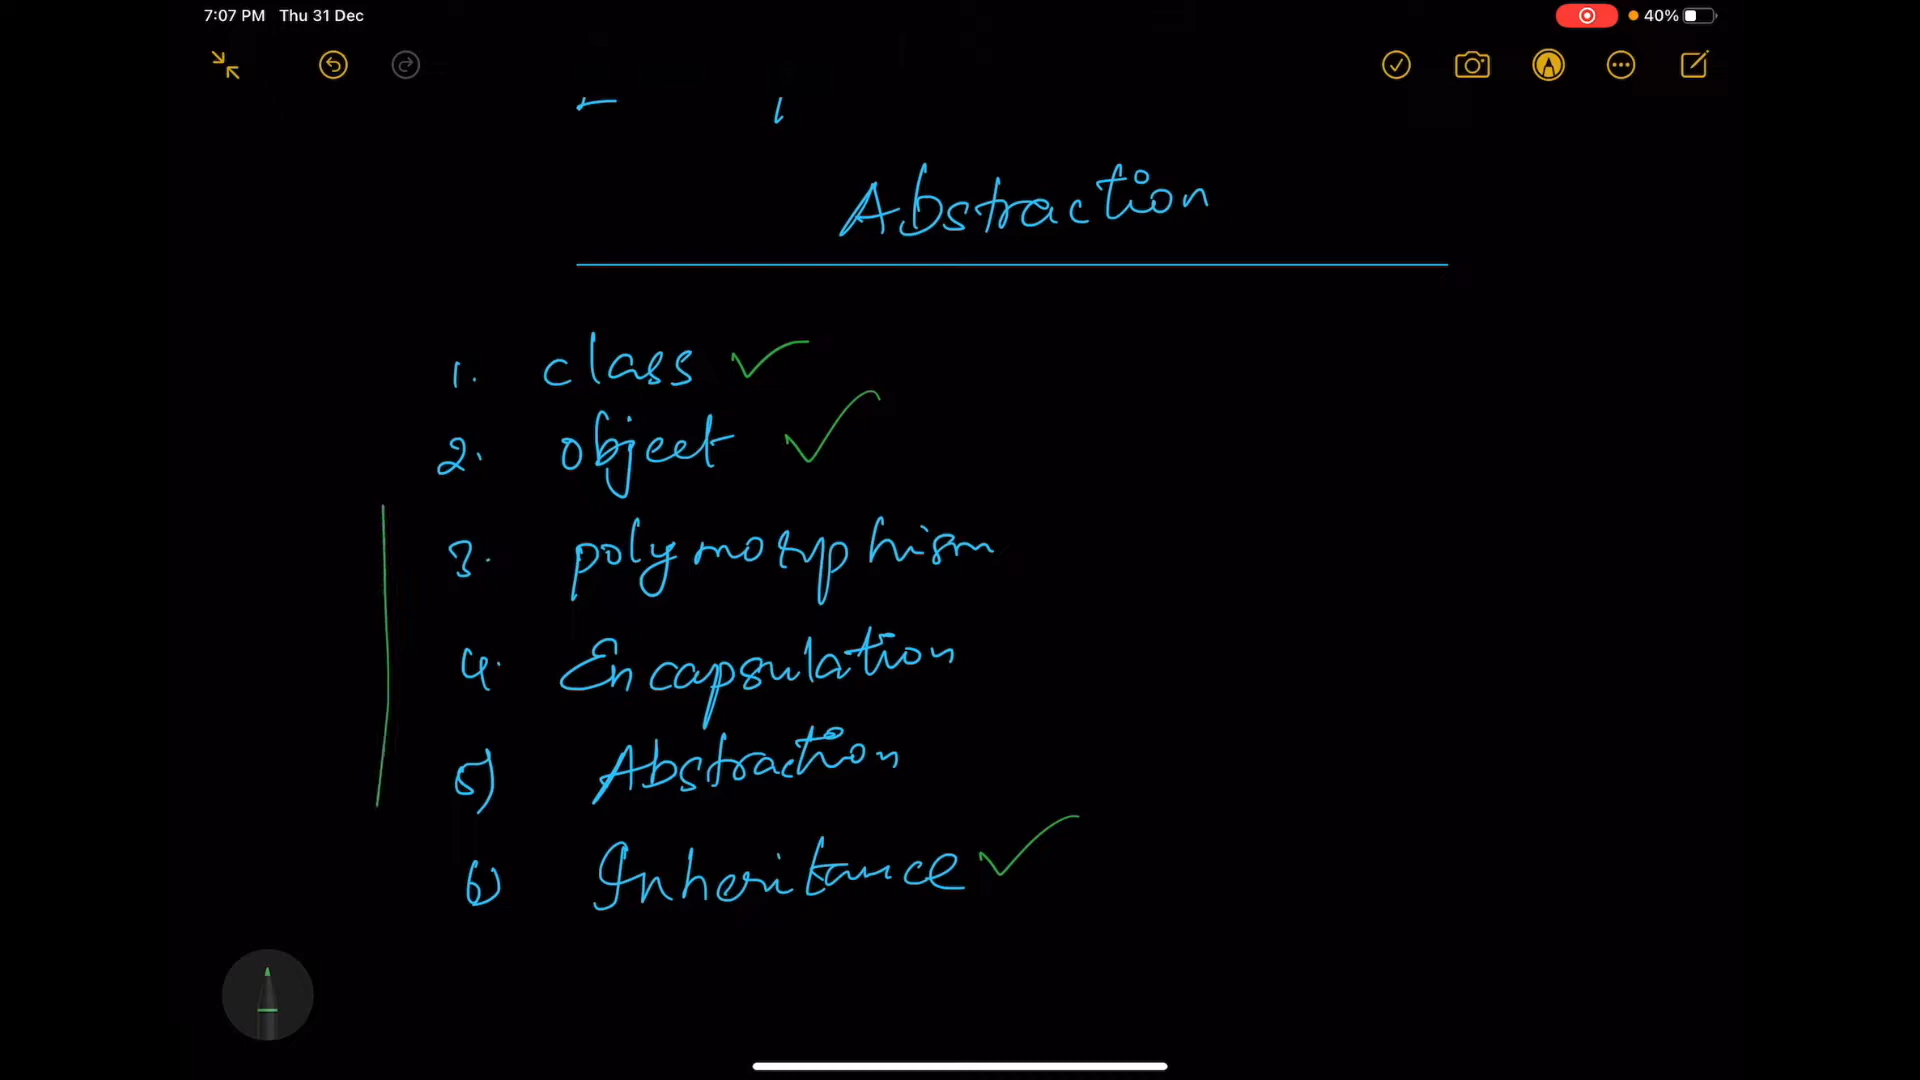 7:07 PM Thu 31 Dec
40%
Abstraction
1. class
2. object
3. polymorphism
4. Encapsulation
5) Abstraction
6) Inheritance